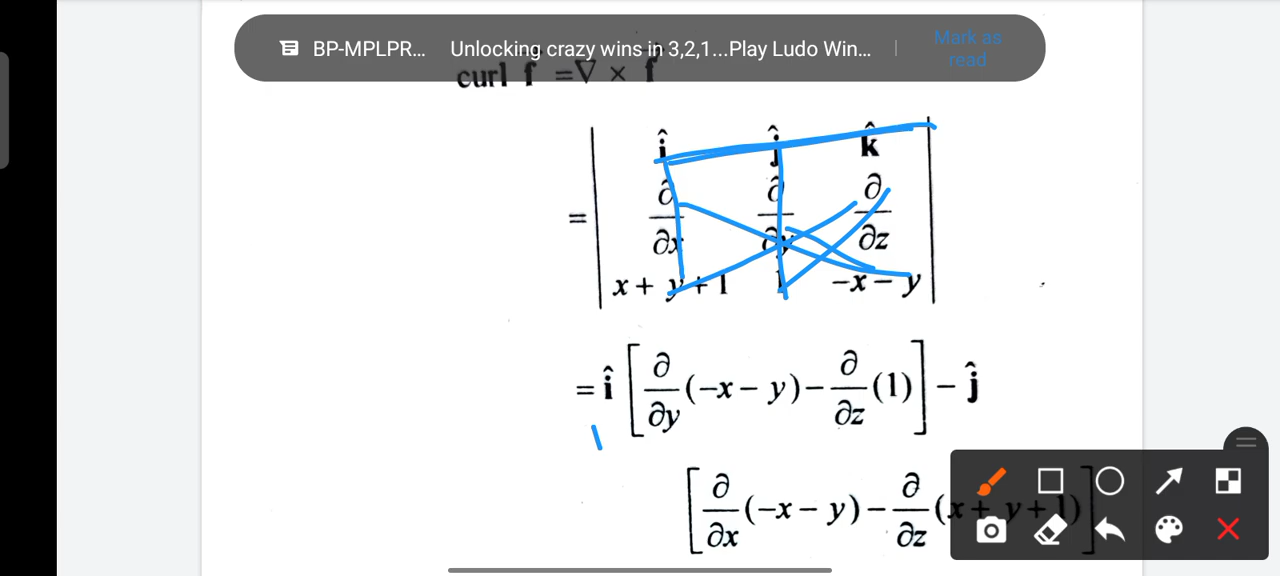 BP-MPLPR... Unlocking crazy wins in 3,2,1...Play Ludo Win... | Mark as read
curl f = ∇ × f
= | î ĵ k̂ |
∂/∂x ∂/∂y ∂/∂z
x + y + 1 1 −x − y
= î [ ∂/∂y (−x − y) − ∂/∂z (1) ] − ĵ
[ ∂/∂x (−x − y) − ∂/∂z (x + y + 1) ]